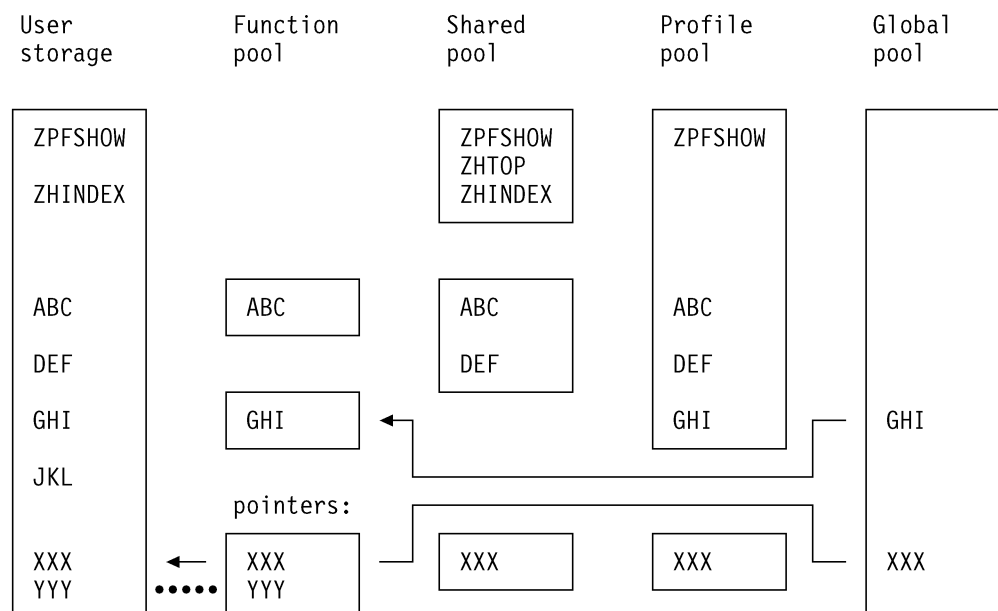 User Function Shared Profile Global
storage pool pool pool pool
ZPFSHOW ZPFSHOW ZPFSHOW
ZHTOP
ZHINDEX ZHINDEX
ABC ABC ABC ABC
DEF DEF DEF
GHI GHI GHI GHI
JKL
pointers:
XXX XXX XXX XXX XXX
YYY YYY